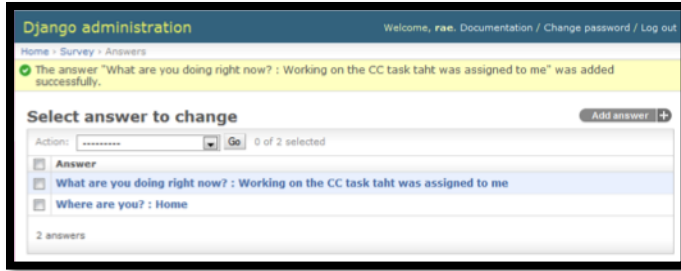 Django administration
Welcome, rae. Documentation / Change password / Log out
Home › Survey › Answers
The answer "What are you doing right now? : Working on the CC task taht was assigned to me" was added
successfully.
Select answer to change
Add answer +
Action: --------- Go 0 of 2 selected
Answer
What are you doing right now? : Working on the CC task taht was assigned to me
Where are you? : Home
2 answers